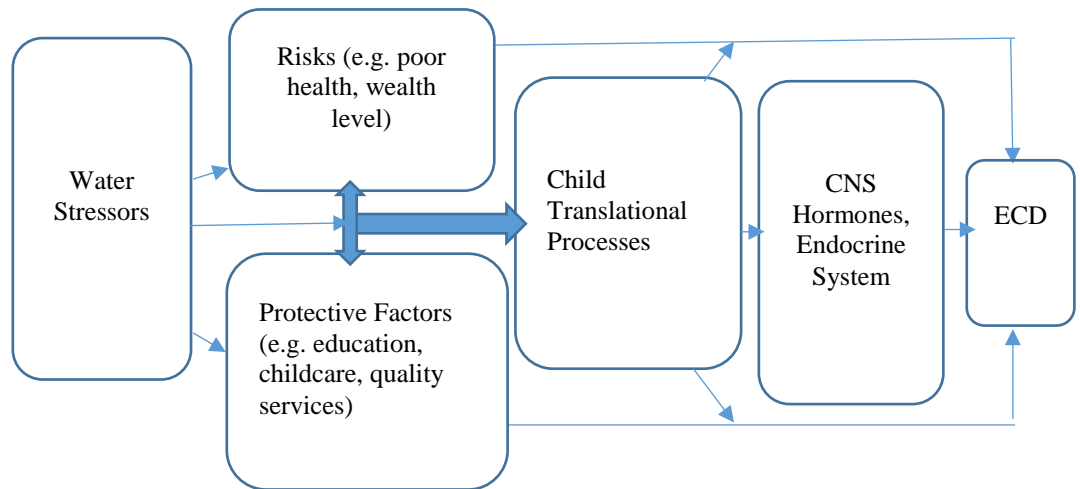 Water
Stressors
Risks (e.g. poor
health, wealth
level)
Protective Factors
(e.g. education,
childcare, quality
services)
Child
Translational
Processes
CNS
Hormones,
Endocrine
System
ECD